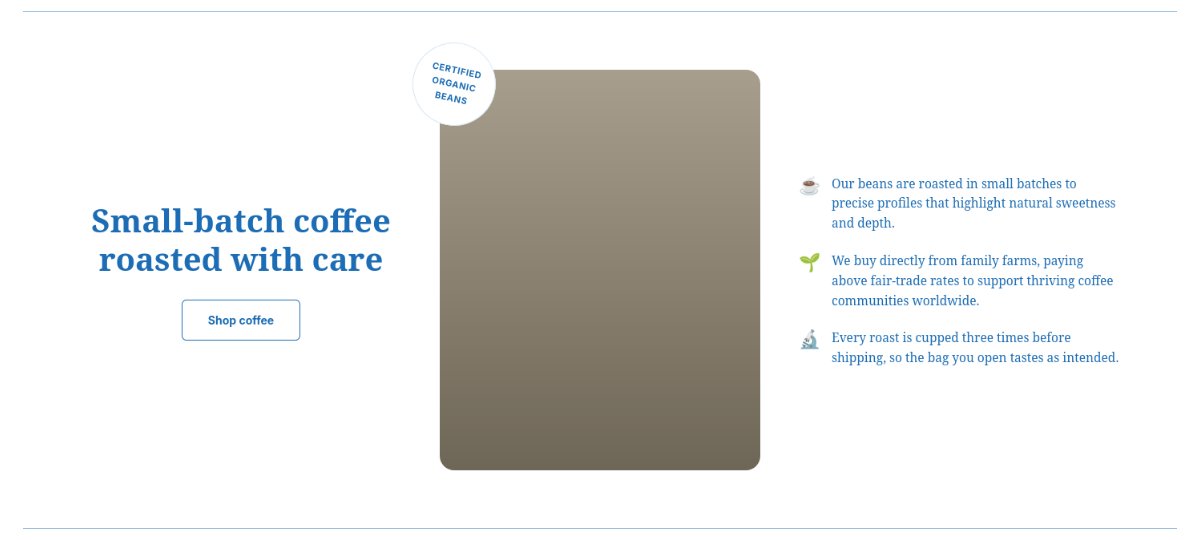 CERTIFIED
ORGANIC
BEANS
Small-batch coffee
roasted with care
Shop coffee
Our beans are roasted in small batches to
precise profiles that highlight natural sweetness
and depth.
We buy directly from family farms, paying
above fair-trade rates to support thriving coffee
communities worldwide.
Every roast is cupped three times before
shipping, so the bag you open tastes as intended.